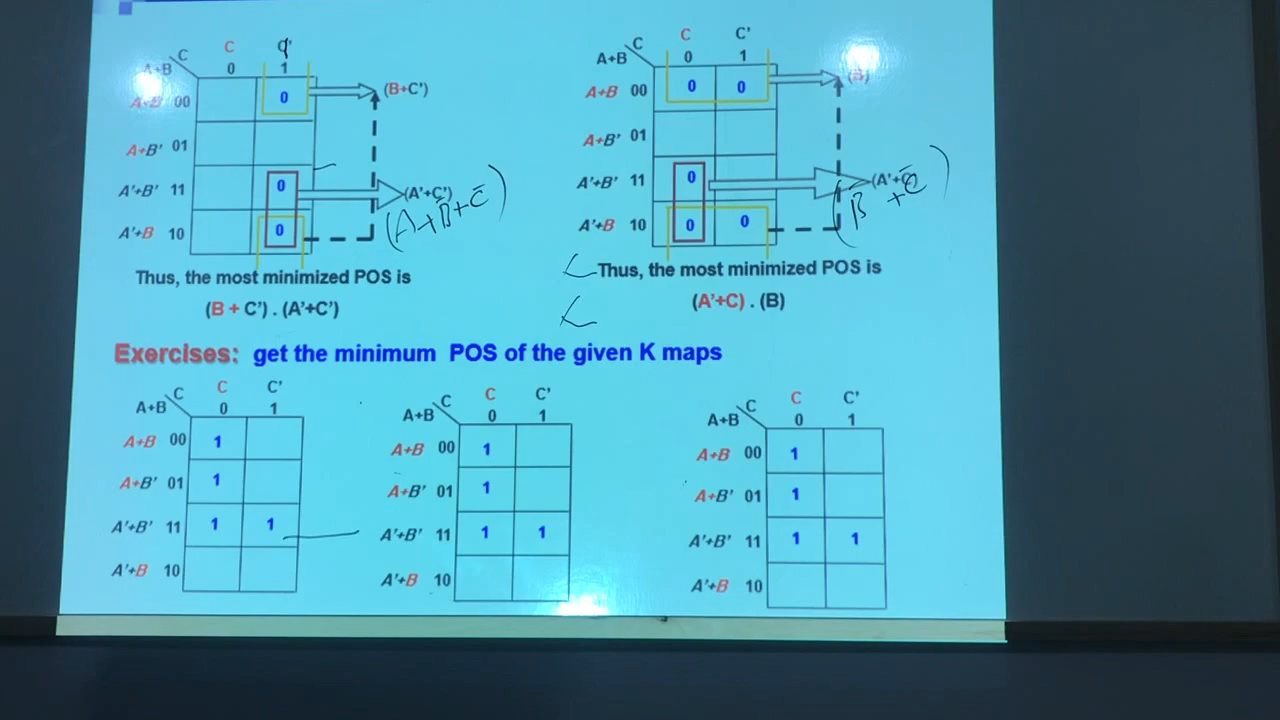 C C C'
A+B 0 1
A+B 00 0 (B+C')
A+B' 01
A'+B' 11 0 (A'+C')
(A+B+C̄)
A'+B 10 0
Thus, the most minimized POS is
(B + C') . (A'+C')
C C C'
A+B 0 1
A+B 00 0 0 (B)
A+B' 01
A'+B' 11 0 (A'+
A'+B 10 0 0
Thus, the most minimized POS is
(A'+C) . (B)
Exercises: get the minimum POS of the given K maps
C C C'
A+B 0 1
A+B 00 1
A+B' 01 1
A'+B' 11 1 1
A'+B 10
C C C'
A+B 0 1
A+B 00 1
A+B' 01 1
A'+B' 11 1 1
A'+B 10
C C C'
A+B 0 1
A+B 00 1
A+B' 01 1
A'+B' 11 1 1
A'+B 10